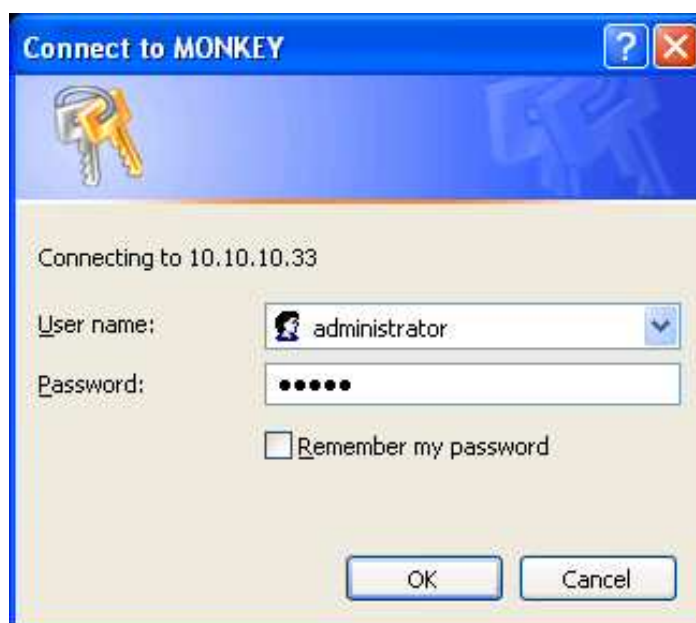 Connect to MONKEY
Connecting to 10.10.10.33
User name: administrator
Password: •••••
Remember my password
OK Cancel